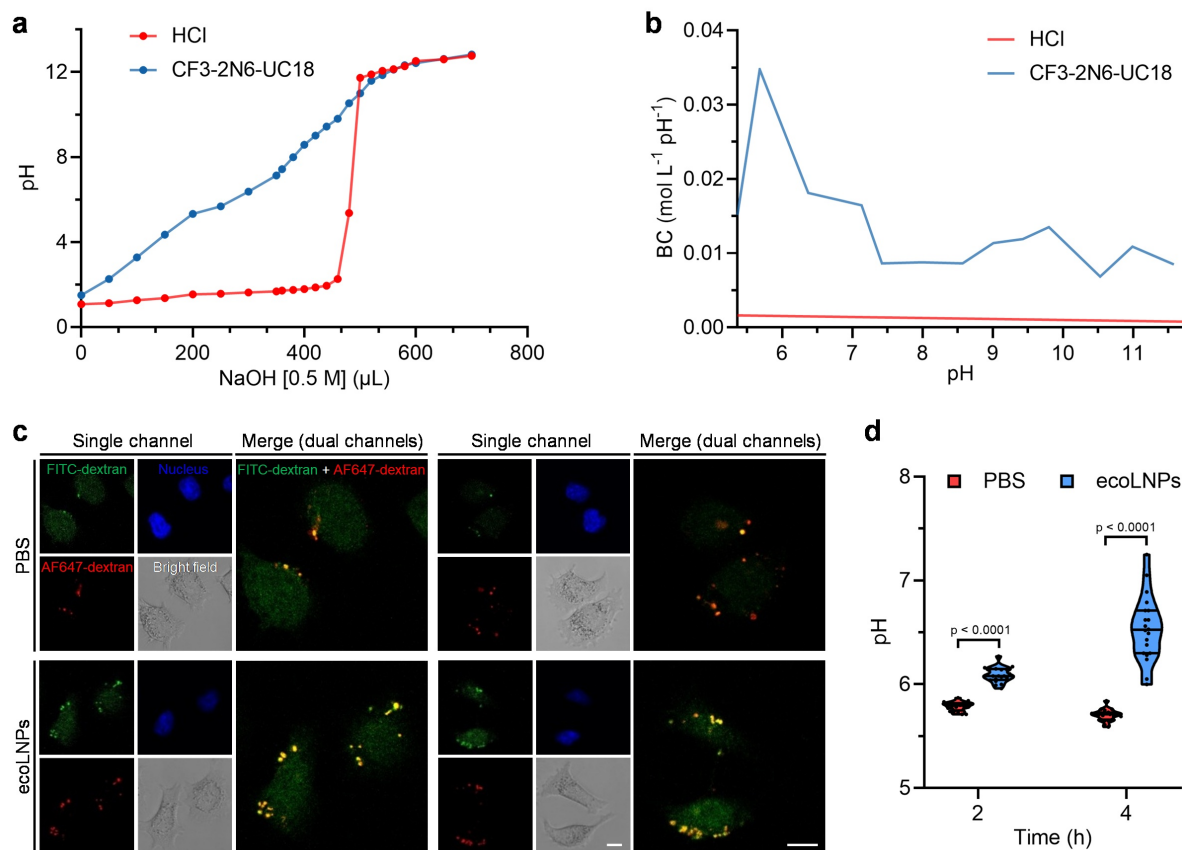 a
HCl
CF3-2N6-UC18
12
8
4
0
pH
0
200
400
600
800
NaOH [0.5 M] (µL)
b
HCl
CF3-2N6-UC18
0.04
0.03
0.02
0.01
0.00
BC (mol L⁻¹ pH⁻¹)
6
7
8
9
10
11
pH
c
Single channel
Merge (dual channels)
Single channel
Merge (dual channels)
PBS
FITC-dextran
Nucleus
FITC-dextran + AF647-dextran
AF647-dextran
Bright field
ecoLNPs
d
PBS
ecoLNPs
p < 0.0001
p < 0.0001
8
7
6
5
pH
2
4
Time (h)